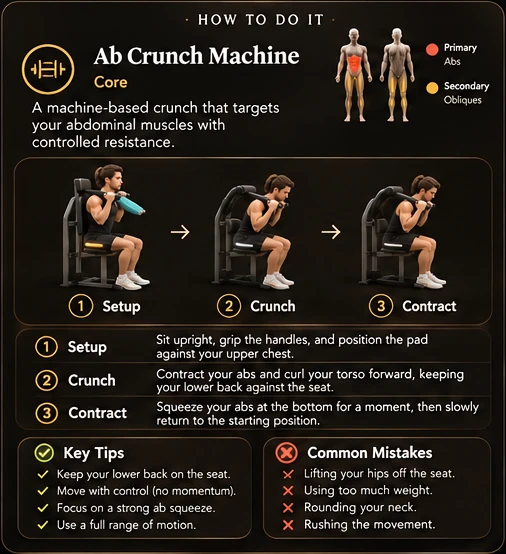 HOW TO DO IT
Ab Crunch Machine
Core
A machine-based crunch that targets
your abdominal muscles with
controlled resistance.
Primary
Abs
Secondary
Obliques
1 Setup
2 Crunch
3 Contract
1 Setup
Sit upright, grip the handles, and position the pad
against your upper chest.
2 Crunch
Contract your abs and curl your torso forward, keeping
your lower back against the seat.
3 Contract
Squeeze your abs at the bottom for a moment, then slowly
return to the starting position.
Key Tips
Keep your lower back on the seat.
Move with control (no momentum).
Focus on a strong ab squeeze.
Use a full range of motion.
Common Mistakes
Lifting your hips off the seat.
Using too much weight.
Rounding your neck.
Rushing the movement.